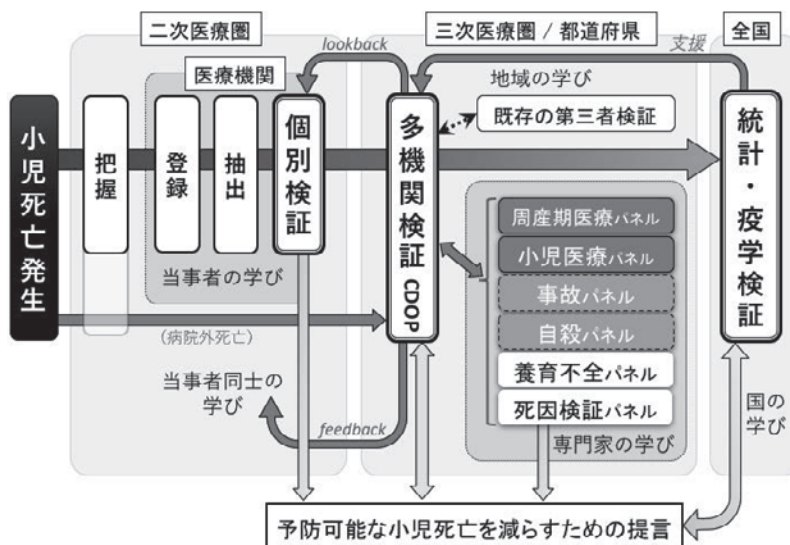 二次医療圏
三次医療圏 / 都道府県
全国
lookback
支援
医療機関
地域の学び
小児死亡発生
把握
登録
抽出
個別検証
多機関検証 CDOP
既存の第三者検証
統計・疫学検証
周産期医療パネル
小児医療パネル
事故パネル
自殺パネル
養育不全パネル
死因検証パネル
専門家の学び
当事者の学び
(病院外死亡)
当事者同士の
学び
feedback
国の
学び
予防可能な小児死亡を減らすための提言